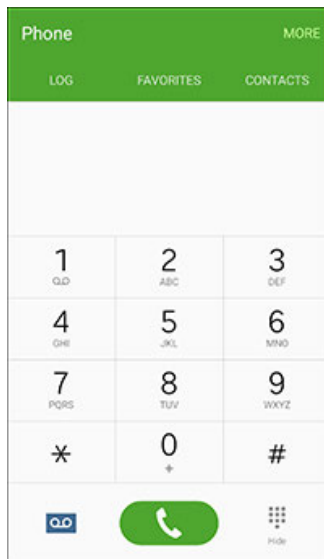 Phone MORE
LOG FAVORITES CONTACTS
1 2 3
ABC DEF
4 5 6
GHI JKL MNO
7 8 9
PQRS TUV WXYZ
* 0 #
+
Hide